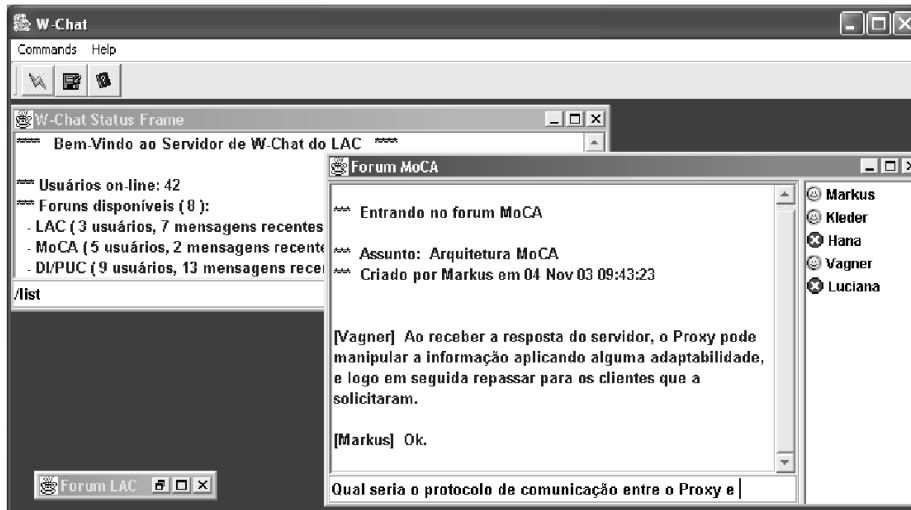 W-Chat
Commands Help
W-Chat Status Frame
**** Bem-Vindo ao Servidor de W-Chat do LAC ****
*** Usuários on-line: 42
*** Foruns disponíveis ( 8 ):
- LAC ( 3 usuários, 7 mensagens recentes
- MoCA ( 5 usuários, 2 mensagens recente
- DI/PUC ( 9 usuários, 13 mensagens rece
/list
Forum LAC
Forum MoCA
*** Entrando no forum MoCA
*** Assunto: Arquitetura MoCA
*** Criado por Markus em 04 Nov 03 09:43:23
[Vagner] Ao receber a resposta do servidor, o Proxy pode
manipular a informação aplicando alguma adaptabilidade,
e logo em seguida repassar para os clientes que a
solicitaram.
[Markus] Ok.
Qual seria o protocolo de comunicação entre o Proxy e
Markus
Kleder
Hana
Vagner
Luciana